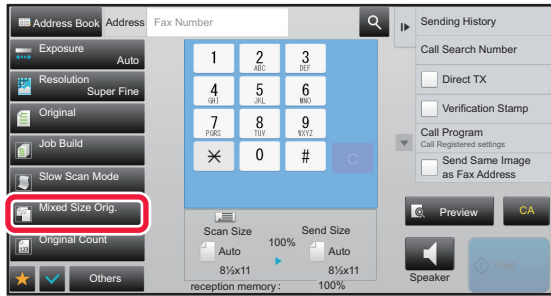 Address Book
Address
Fax Number
Exposure
Auto
Resolution
Super Fine
Original
Job Build
Slow Scan Mode
Mixed Size Orig.
Original Count
123
Others
1
2
ABC
3
DEF
4
GHI
5
JKL
6
MNO
7
PQRS
8
TUV
9
WXYZ
0
#
C
Scan Size
100%
Send Size
Auto
Auto
8½x11
8½x11
reception memory: 100%
Sending History
Call Search Number
Direct TX
Verification Stamp
Call Program
Call Registered settings
Send Same Image
as Fax Address
Preview
CA
Speaker
Start